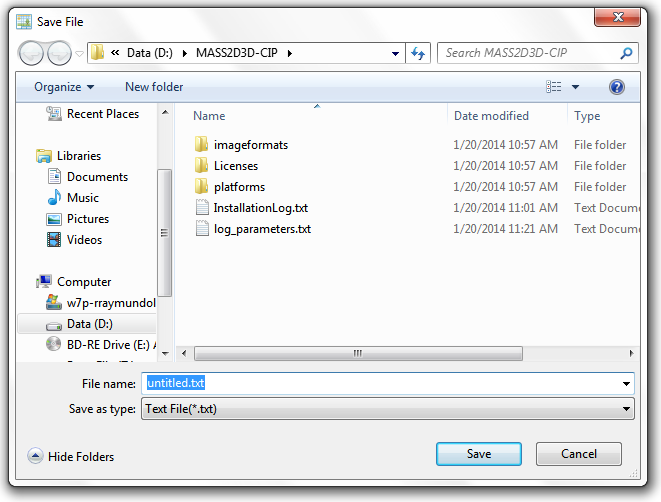 Save File
« Data (D:) MASS2D3D-CIP Search MASS2D3D-CIP
Organize New folder
Recent Places
Libraries
Documents
Music
Pictures
Videos
Computer
w7p-rraymundol
Data (D:)
BD-RE Drive (E:) A
Name Date modified Type
imageformats 1/20/2014 10:57 AM File folder
Licenses 1/20/2014 10:57 AM File folder
platforms 1/20/2014 10:57 AM File folder
InstallationLog.txt 1/20/2014 11:01 AM Text Docume
log_parameters.txt 1/20/2014 11:21 AM Text Docume
File name: untitled.txt
Save as type: Text File(*.txt)
Hide Folders Save Cancel